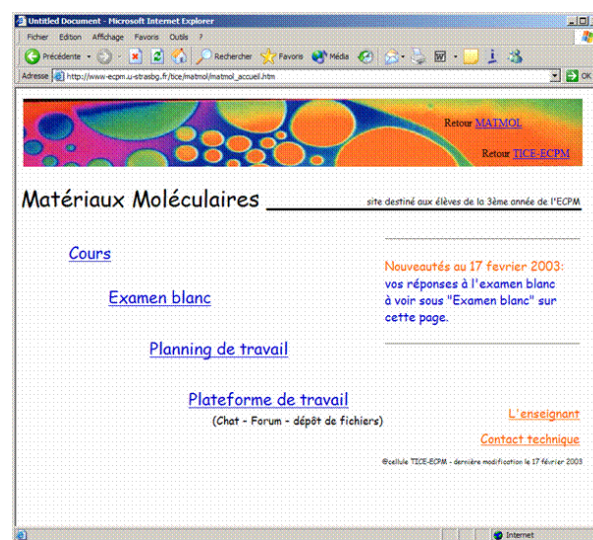 Untitled Document - Microsoft Internet Explorer
Fichier Edition Affichage Favoris Outils ?
Précédente Rechercher Favoris Média
Adresse http://www-ecpm.u-strasbg.fr/tice/matmol/matmol_accueil.htm OK
Retour MATMOL
Retour TICE-ECPM
Matériaux Moléculaires
site destiné aux élèves de la 3ème année de l'ECPM
Cours
Nouveautés au 17 fevrier 2003:
vos réponses à l'examen blanc
à voir sous "Examen blanc" sur
cette page.
Examen blanc
Planning de travail
Plateforme de travail
(Chat - Forum - dépôt de fichiers)
L'enseignant
Contact technique
©cellule TICE-ECPM - dernière modification le 17 février 2003
Internet